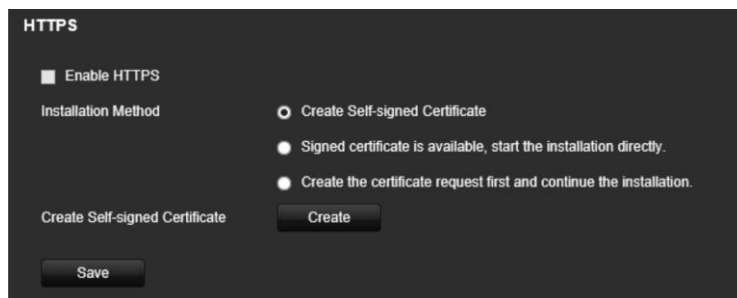 HTTPS
Enable HTTPS
Installation Method
Create Self-signed Certificate
Signed certificate is available, start the installation directly.
Create the certificate request first and continue the installation.
Create Self-signed Certificate
Create
Save